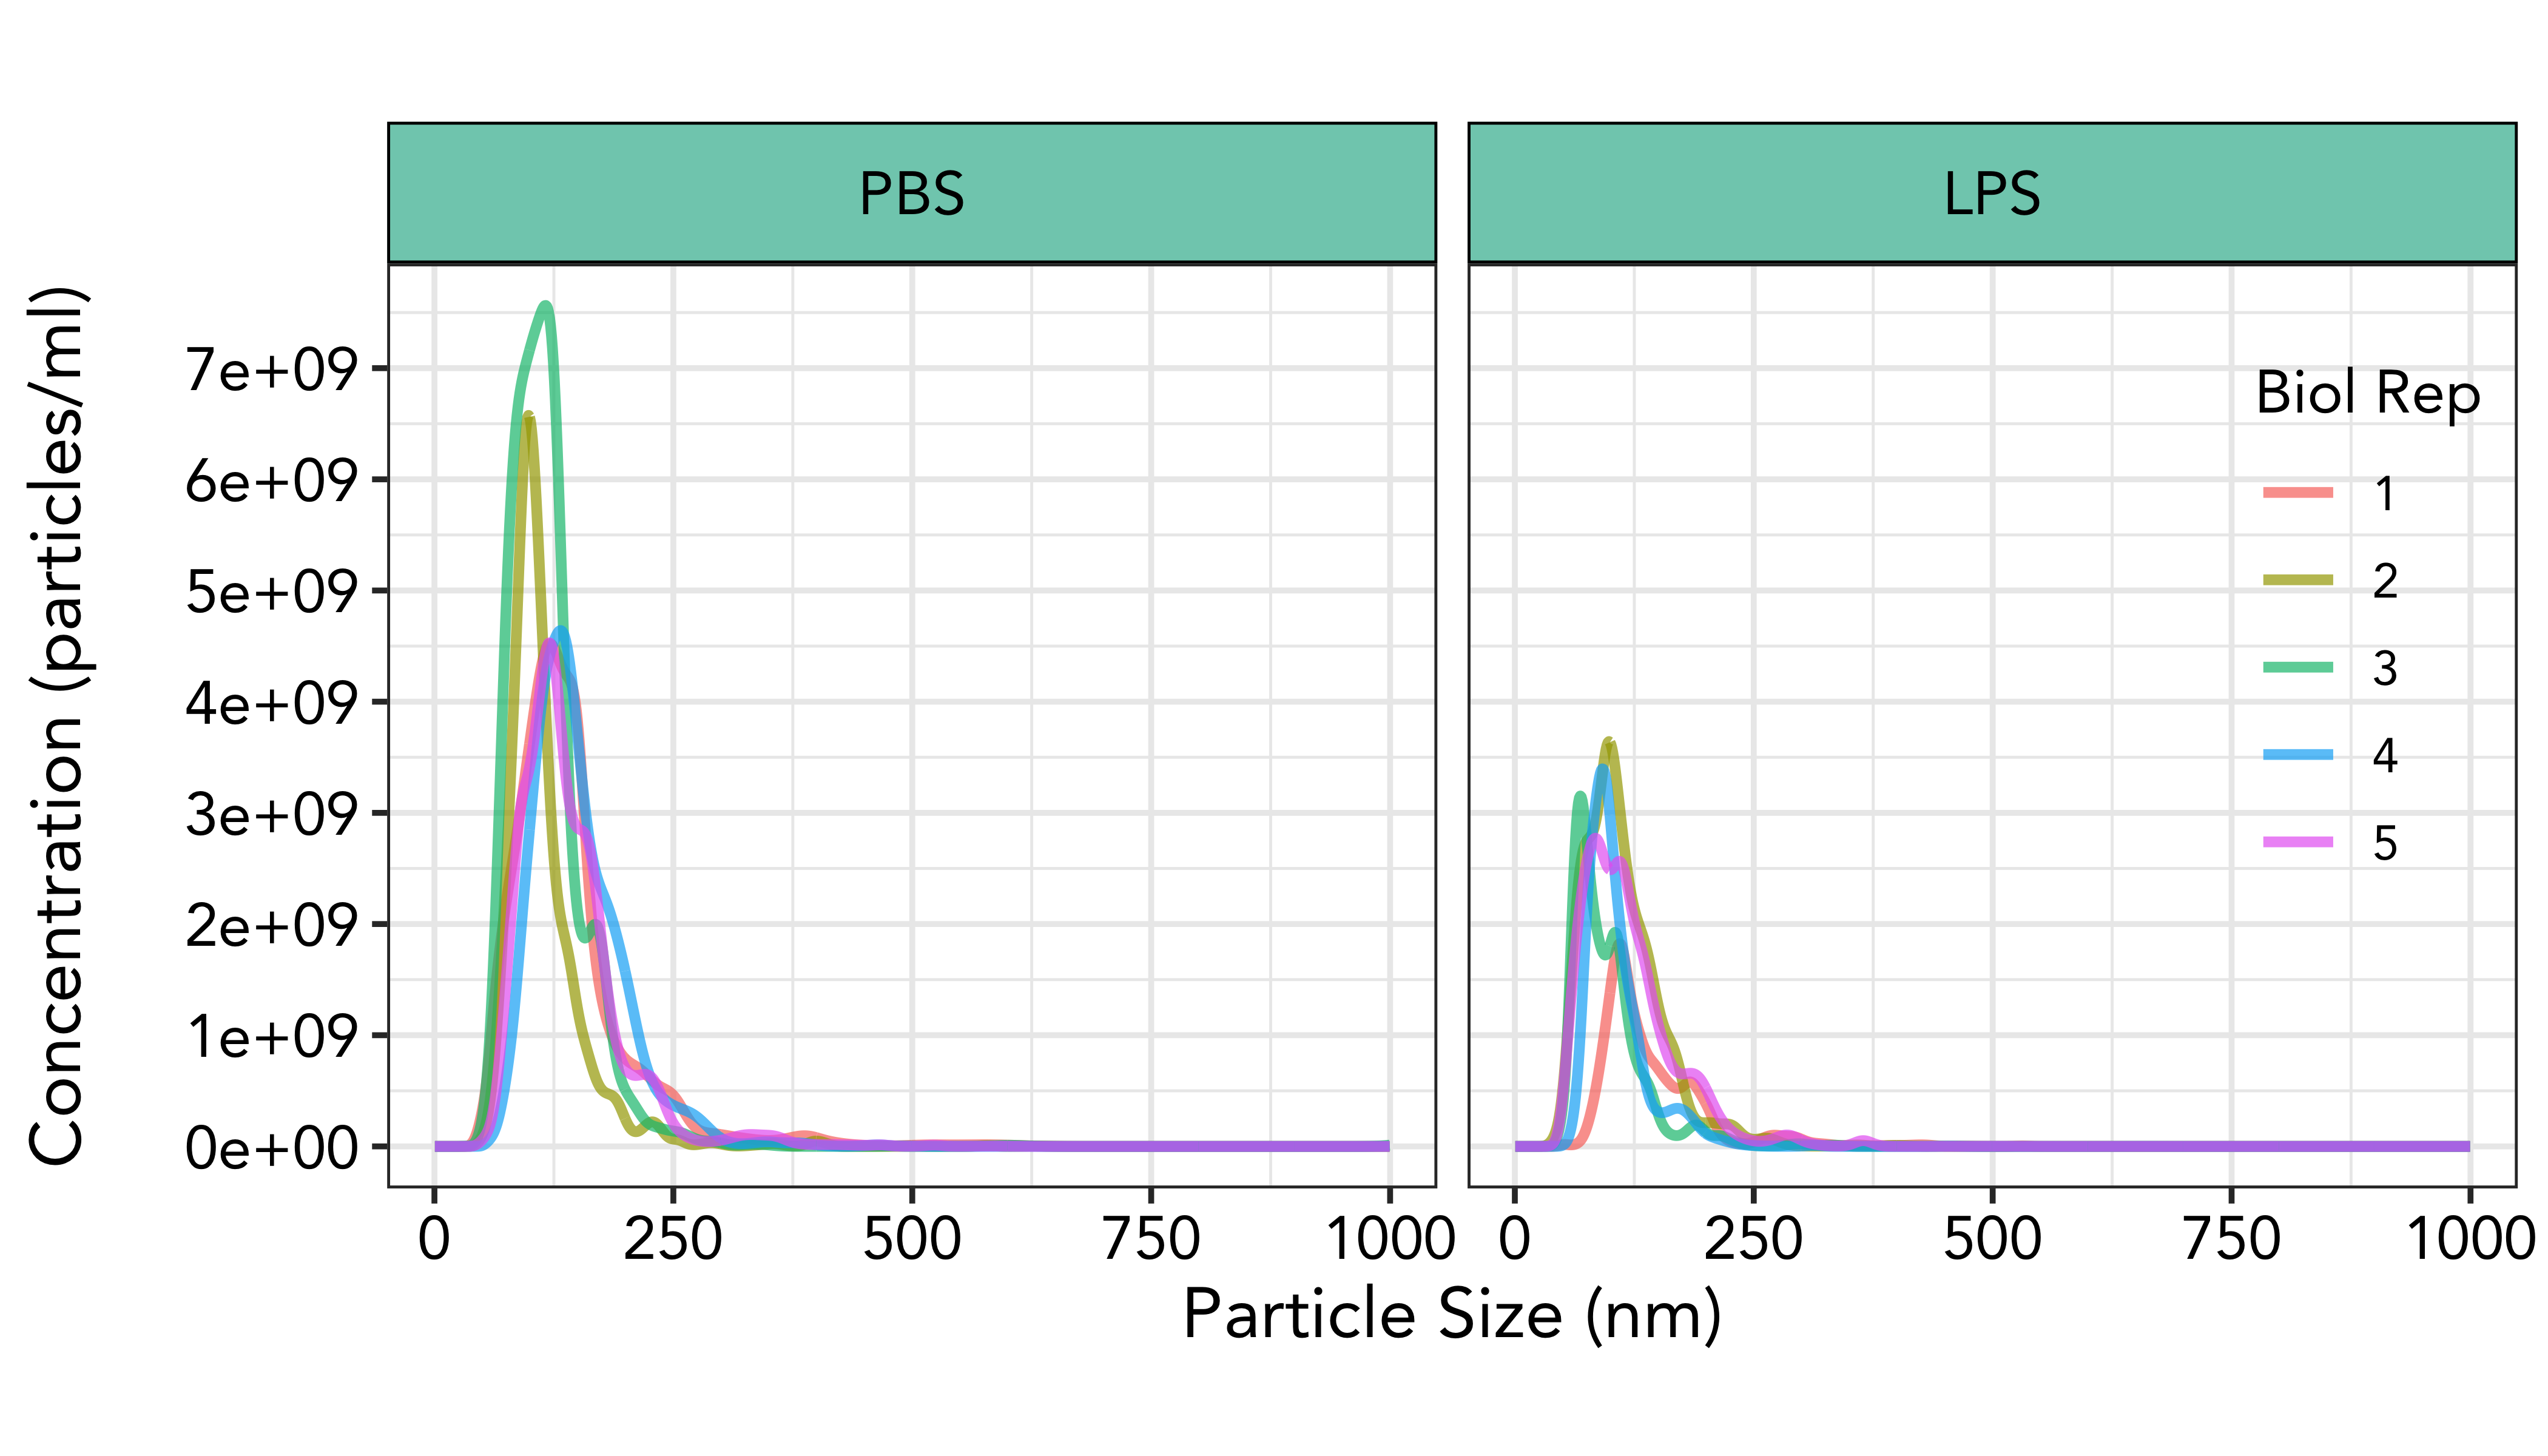 PBS
LPS
Concentration (particles/ml)
7e+09
6e+09
5e+09
4e+09
3e+09
2e+09
1e+09
0e+00
Biol Rep
1
2
3
4
5
0 250 500 750 1000
0 250 500 750 1000
Particle Size (nm)